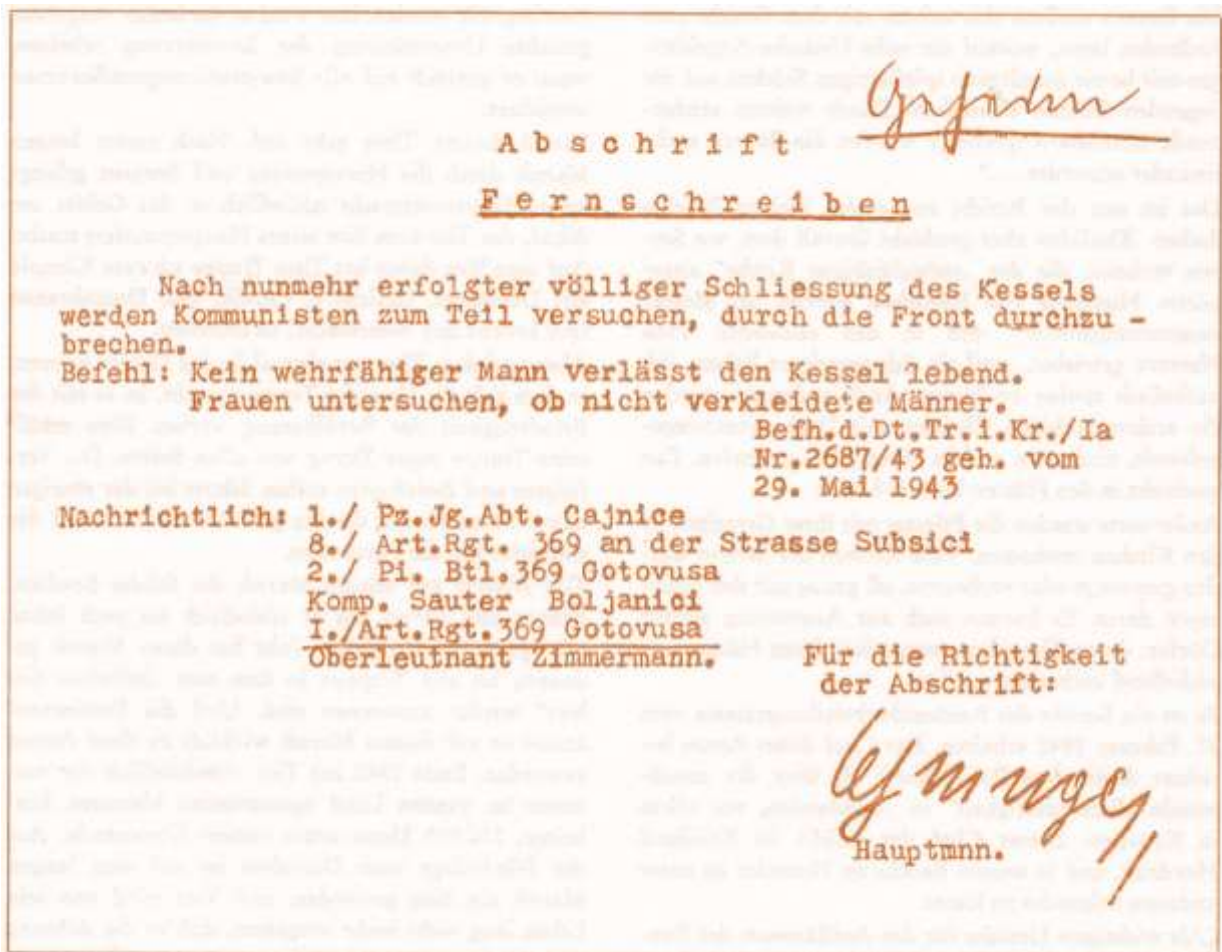 Geheim
Abschrift
Fernschreiben
Nach nunmehr erfolgter völliger Schliessung des Kessels
werden Kommunisten zum Teil versuchen, durch die Front durchzu-
brechen.
Befehl: Kein wehrfähiger Mann verlässt den Kessel lebend.
Frauen untersuchen, ob nicht verkleidete Männer.
Befh.d.Dt.Tr.i.Kr./Ia
Nr.2687/43 geh. vom
29. Mai 1943
Nachrichtlich: 1./ Pz.Jg.Abt. Cajnice
8./ Art.Rgt. 369 an der Strasse Subsici
2./ Pi. Btl.369 Gotovusa
Komp. Sauter Boljanici
I./Art.Rgt.369 Gotovusa
Oberleutnant Zimmermann.
Für die Richtigkeit
der Abschrift:
Hauptmnn.